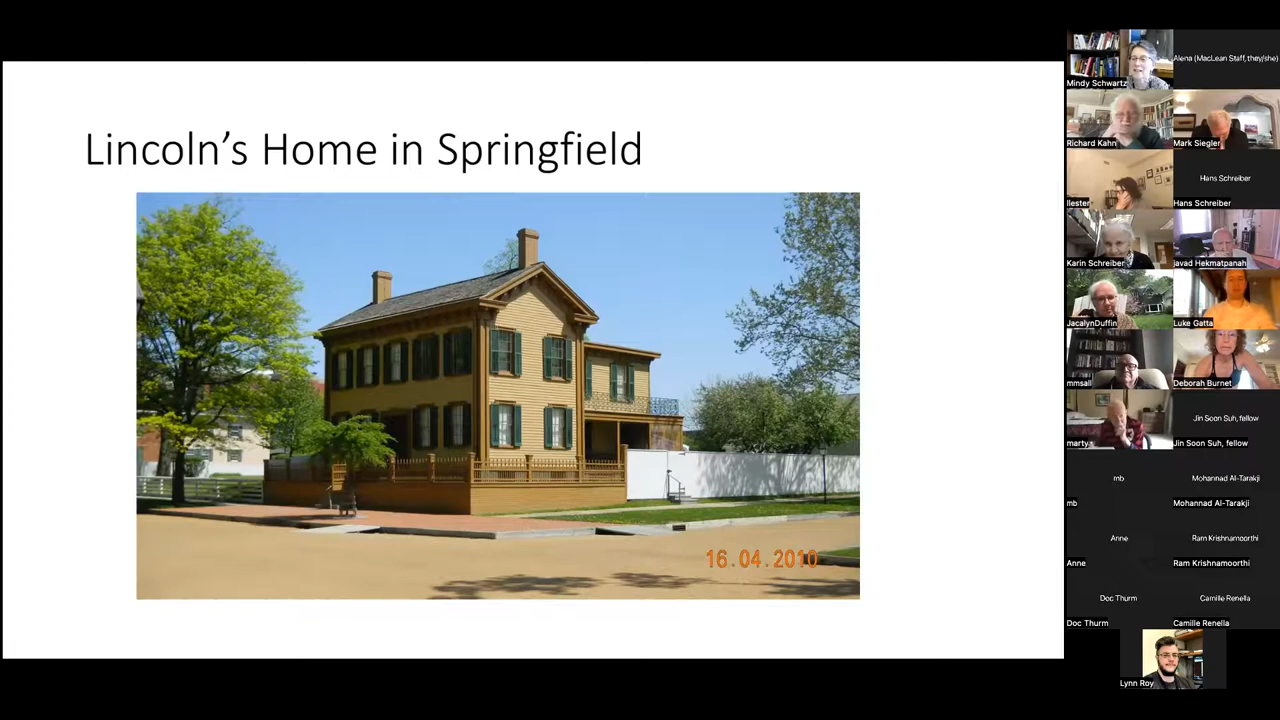 Lincoln's Home in Springfield
16.04.2010
Mindy Schwartz
Alena (MacLean Staff, they/she)
Richard Kahn
Mark Siegler
llester
Hans Schreiber
Hans Schreiber
Karin Schreiber
javad Hekmatpanah
JacalynDuffin
Luke Gatta
mmsall
Deborah Burnet
marty
Jin Soon Suh, fellow
Jin Soon Suh, fellow
mb
mb
Mohannad Al-Tarakji
Mohannad Al-Tarakji
Anne
Anne
Ram Krishnamoorthi
Ram Krishnamoorthi
Doc Thurm
Doc Thurm
Camille Renella
Camille Renella
Lynn Roy